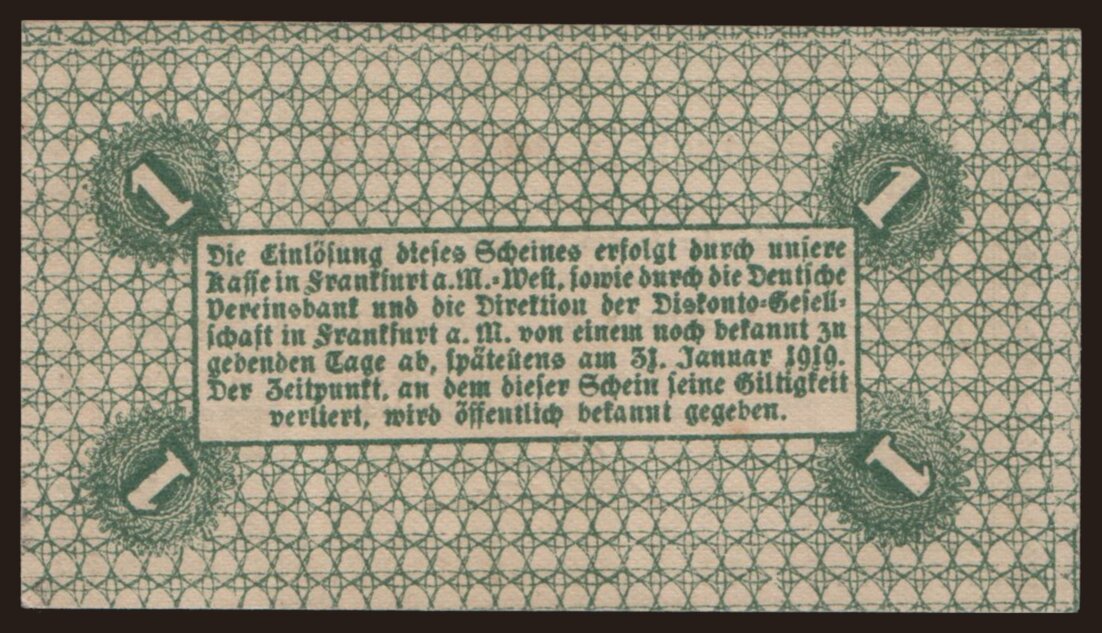 1 1
Die Einlösung dieses Scheines erfolgt durch unsere
Kasse in Frankfurt a. M.-West, sowie durch die Deutsche
Vereinsbank und die Direktion der Diskonto-Gesell-
schaft in Frankfurt a. M. von einem noch bekannt zu
gebenden Tage ab, spätestens am 31. Januar 1919.
Der Zeitpunkt, an dem dieser Schein seine Giltigkeit
verliert, wird öffentlich bekannt gegeben.
1 1